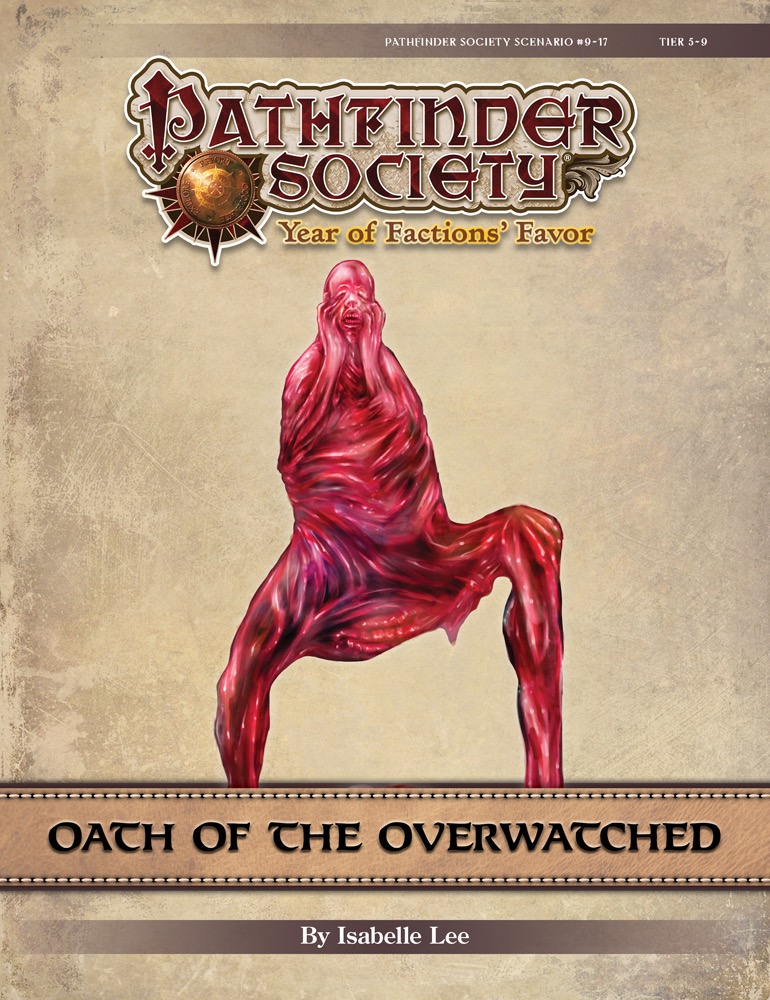 PATHFINDER SOCIETY SCENARIO #9–17 TIER 5–9
PATHFINDER
SOCIETY®
Year of Factions' Favor
OATH OF THE OVERWATCHED
By Isabelle Lee